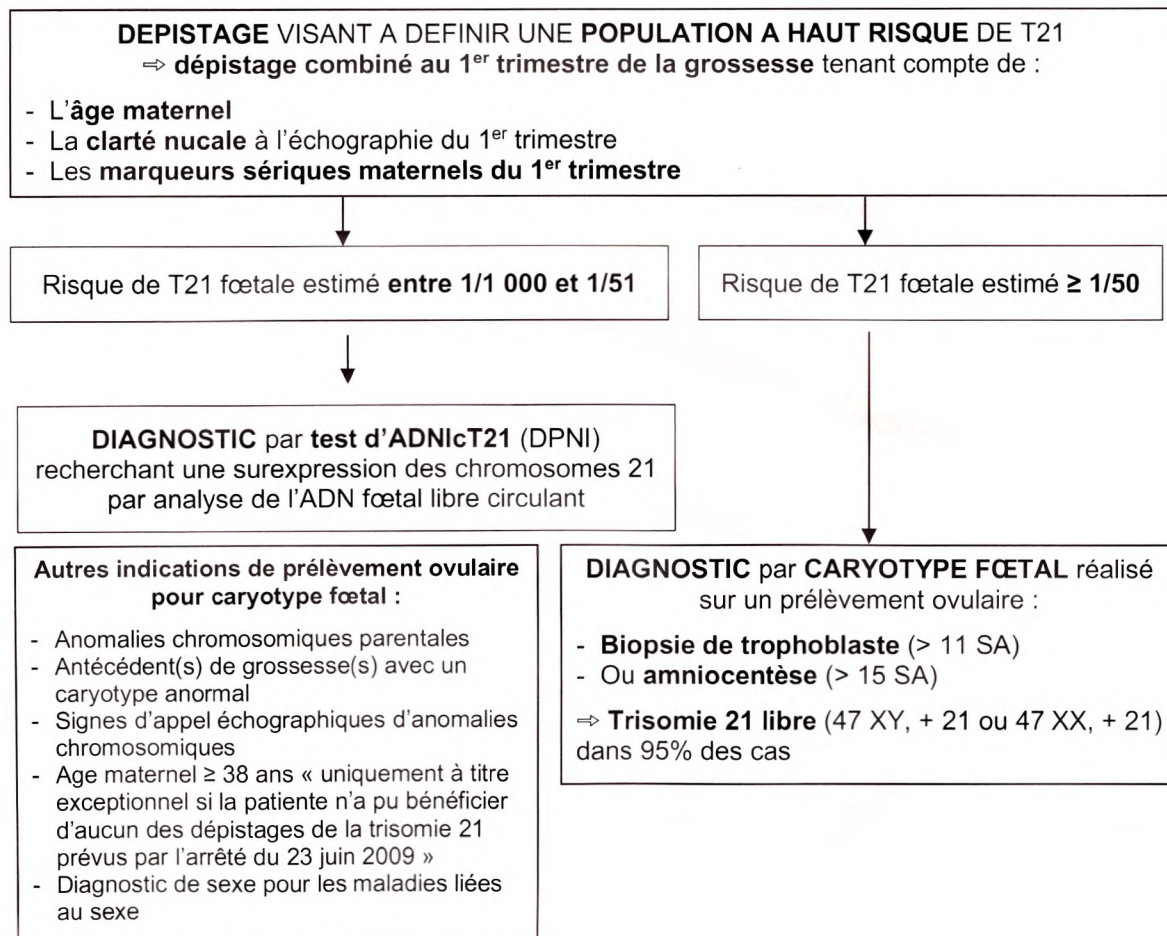 DEPISTAGE VISANT A DEFINIR UNE POPULATION A HAUT RISQUE DE T21
⇨ dépistage combiné au 1er trimestre de la grossesse tenant compte de :
- L'âge maternel
- La clarté nucale à l'échographie du 1er trimestre
- Les marqueurs sériques maternels du 1er trimestre
Risque de T21 fœtale estimé entre 1/1 000 et 1/51
Risque de T21 fœtale estimé ≥ 1/50
DIAGNOSTIC par test d'ADNlcT21 (DPNI)
recherchant une surexpression des chromosomes 21
par analyse de l'ADN fœtal libre circulant
Autres indications de prélèvement ovulaire
pour caryotype fœtal :
- Anomalies chromosomiques parentales
- Antécédent(s) de grossesse(s) avec un
caryotype anormal
- Signes d'appel échographiques d'anomalies
chromosomiques
- Age maternel ≥ 38 ans « uniquement à titre
exceptionnel si la patiente n'a pu bénéficier
d'aucun des dépistages de la trisomie 21
prévus par l'arrêté du 23 juin 2009 »
- Diagnostic de sexe pour les maladies liées
au sexe
DIAGNOSTIC par CARYOTYPE FŒTAL réalisé
sur un prélèvement ovulaire :
- Biopsie de trophoblaste (> 11 SA)
- Ou amniocentèse (> 15 SA)
⇨ Trisomie 21 libre (47 XY, + 21 ou 47 XX, + 21)
dans 95% des cas